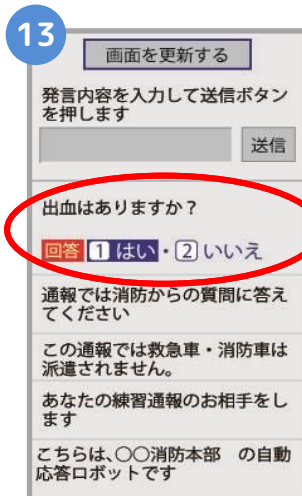 13
画面を更新する
発言内容を入力して送信ボタン
を押します
送信
出血はありますか？
回答 1 はい・2 いいえ
通報では消防からの質問に答え
てください
この通報では救急車・消防車は
派遣されません。
あなたの練習通報のお相手をし
ます
こちらは、〇〇消防本部　の自動
応答ロボットです